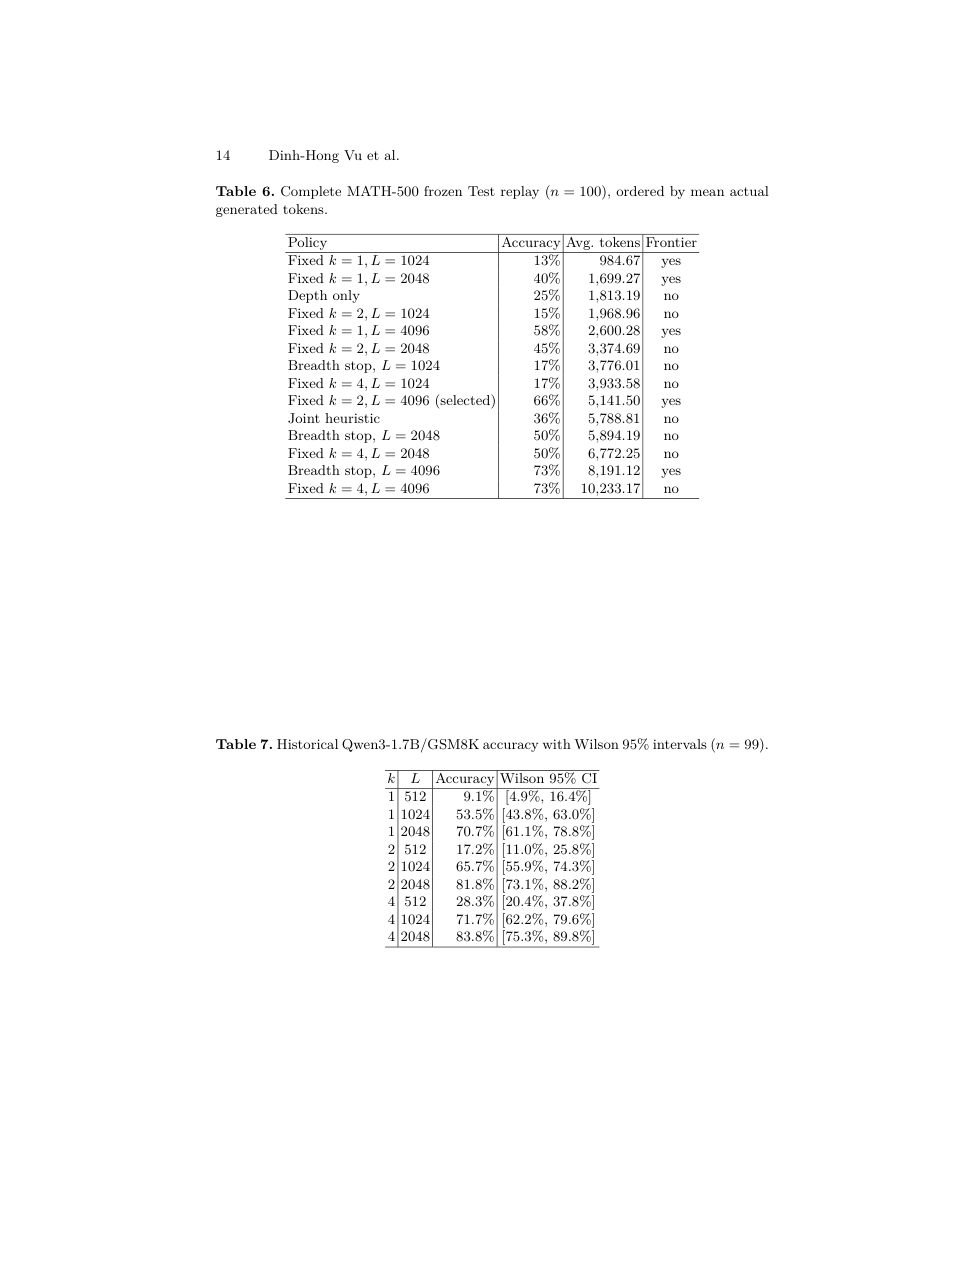 14 Dinh-Hong Vu et al.
Table 6. Complete MATH-500 frozen Test replay (n = 100), ordered by mean actual
generated tokens.
Policy Accuracy Avg. tokens Frontier
Fixed k = 1, L = 1024 13% 984.67 yes
Fixed k = 1, L = 2048 40% 1,699.27 yes
Depth only 25% 1,813.19 no
Fixed k = 2, L = 1024 15% 1,968.96 no
Fixed k = 1, L = 4096 58% 2,600.28 yes
Fixed k = 2, L = 2048 45% 3,374.69 no
Breadth stop, L = 1024 17% 3,776.01 no
Fixed k = 4, L = 1024 17% 3,933.58 no
Fixed k = 2, L = 4096 (selected) 66% 5,141.50 yes
Joint heuristic 36% 5,788.81 no
Breadth stop, L = 2048 50% 5,894.19 no
Fixed k = 4, L = 2048 50% 6,772.25 no
Breadth stop, L = 4096 73% 8,191.12 yes
Fixed k = 4, L = 4096 73% 10,233.17 no
Table 7. Historical Qwen3-1.7B/GSM8K accuracy with Wilson 95% intervals (n = 99).
k L Accuracy Wilson 95% CI
1 512 9.1% [4.9%, 16.4%]
1 1024 53.5% [43.8%, 63.0%]
1 2048 70.7% [61.1%, 78.8%]
2 512 17.2% [11.0%, 25.8%]
2 1024 65.7% [55.9%, 74.3%]
2 2048 81.8% [73.1%, 88.2%]
4 512 28.3% [20.4%, 37.8%]
4 1024 71.7% [62.2%, 79.6%]
4 2048 83.8% [75.3%, 89.8%]